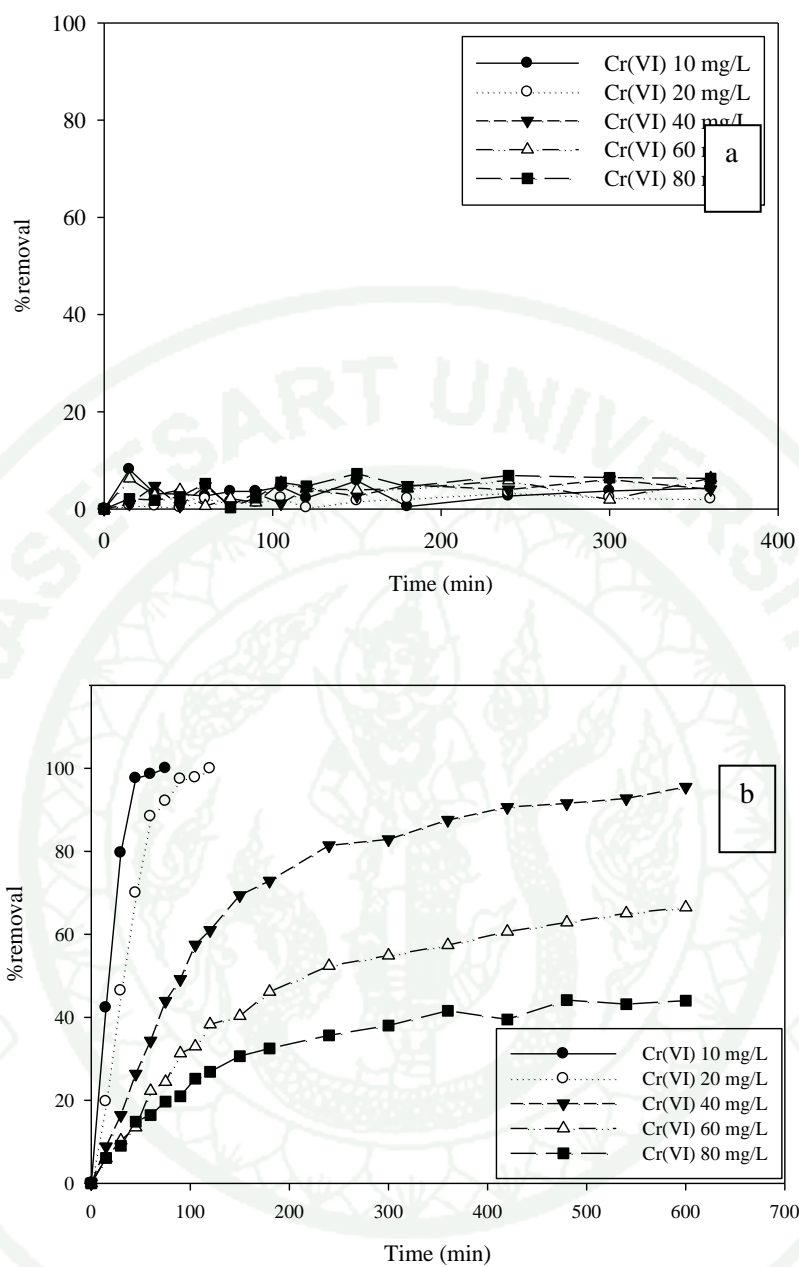 100
80
60
40
20
0
%removal
0 100 200 300 400
Time (min)
Cr(VI) 10 mg/L
Cr(VI) 20 mg/L
Cr(VI) 40 mg/L
Cr(VI) 60
Cr(VI) 80
a
100
80
60
40
20
0
%removal
0 100 200 300 400 500 600 700
Time (min)
b
Cr(VI) 10 mg/L
Cr(VI) 20 mg/L
Cr(VI) 40 mg/L
Cr(VI) 60 mg/L
Cr(VI) 80 mg/L